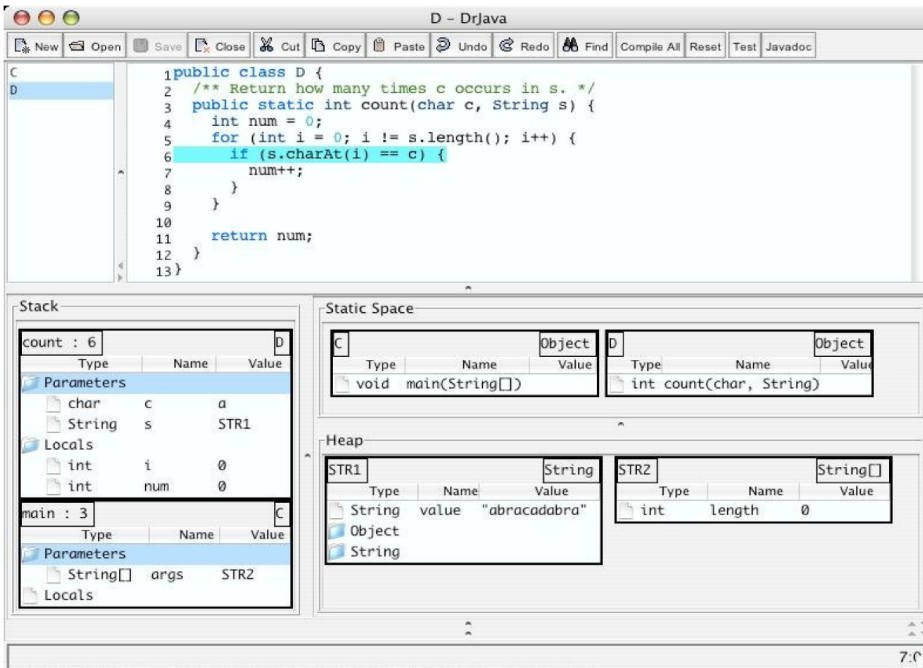 D - DrJava
New Open Save Close Cut Copy Paste Undo Redo Find Compile All Reset Test Javadoc
C
D
1 public class D {
2 /** Return how many times c occurs in s. */
3 public static int count(char c, String s) {
4 int num = 0;
5 for (int i = 0; i != s.length(); i++) {
6 if (s.charAt(i) == c) {
7 num++;
8 }
9 }
10
11 return num;
12 }
13 }
Stack
count : 6 D
Type Name Value
Parameters
char c a
String s STR1
Locals
int i 0
int num 0
main : 3 C
Type Name Value
Parameters
String[] args STR2
Locals
Static Space
C Object
Type Name Value
void main(String[])
D Object
Type Name Value
int count(char, String)
Heap
STR1 String
Type Name Value
String value "abracadabra"
Object
String
STR2 String[]
Type Name Value
int length 0